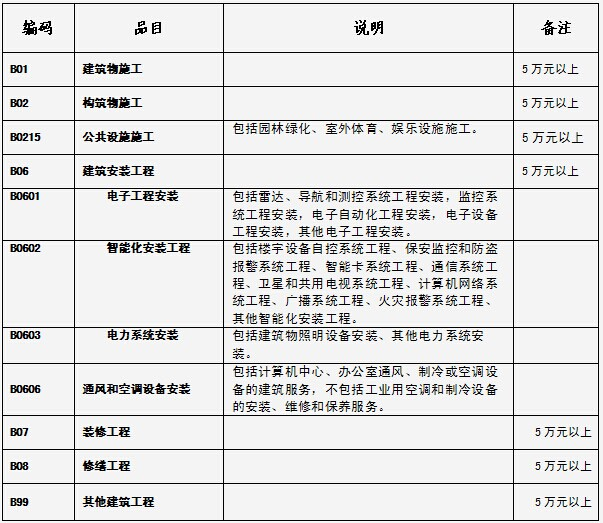 编码 品目 说明 备注
B01 建筑物施工 5 万元以上
B02 构筑物施工 5 万元以上
B0215 公共设施施工 包括园林绿化、室外体育、娱乐设施施工。 5 万元以上
B06 建筑安装工程 5 万元以上
B0601 电子工程安装 包括雷达、导航和测控系统工程安装，监控系
统工程安装，电子自动化工程安装，电子设备
工程安装，其他电子工程安装。
B0602 智能化安装工程 包括楼宇设备自控系统工程、保安监控和防盗
报警系统工程、智能卡系统工程、通信系统工
程、卫星和共用电视系统工程、计算机网络系
统工程、广播系统工程、火灾报警系统工程、
其他智能化安装工程。
B0603 电力系统安装 包括建筑物照明设备安装、其他电力系统安
装。
B0606 通风和空调设备安装 包括计算机中心、办公室通风、制冷或空调设
备的建筑服务，不包括工业用空调和制冷设备
的安装、维修和保养服务。
B07 装修工程 5 万元以上
B08 修缮工程 5 万元以上
B99 其他建筑工程 5 万元以上